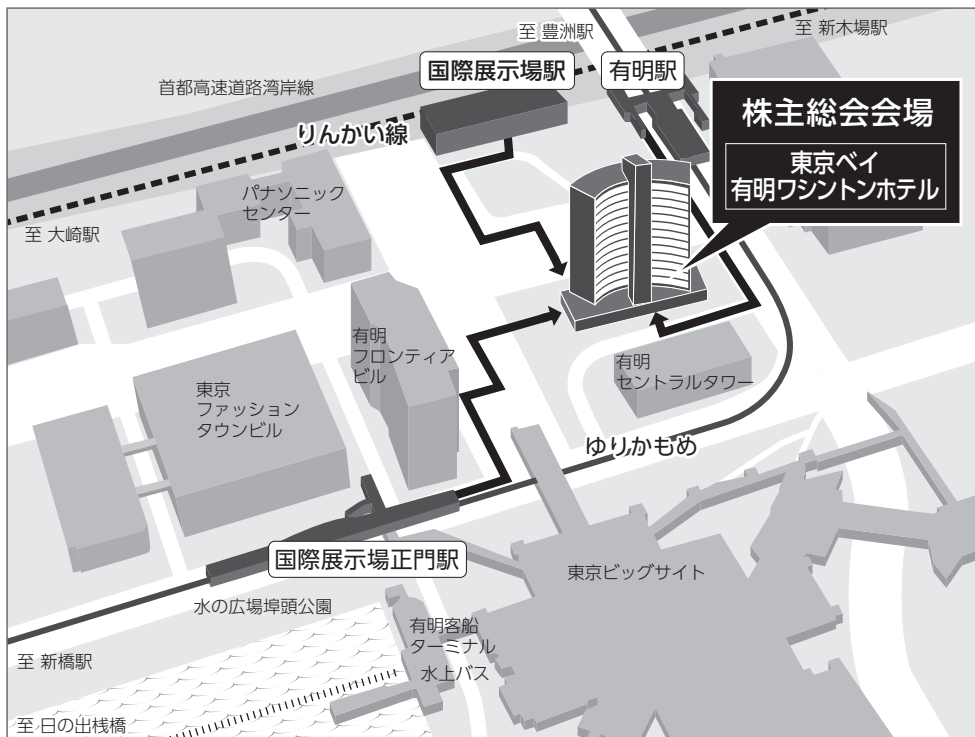 至 豊洲駅
至 新木場駅
国際展示場駅
有明駅
首都高速道路湾岸線
株主総会会場
東京ベイ
有明ワシントンホテル
りんかい線
パナソニック
センター
至 大崎駅
有明
フロンティア
ビル
有明
セントラルタワー
東京
ファッション
タウンビル
ゆりかもめ
国際展示場正門駅
東京ビッグサイト
水の広場埠頭公園
有明客船
ターミナル
水上バス
至 新橋駅
至 日の出桟橋